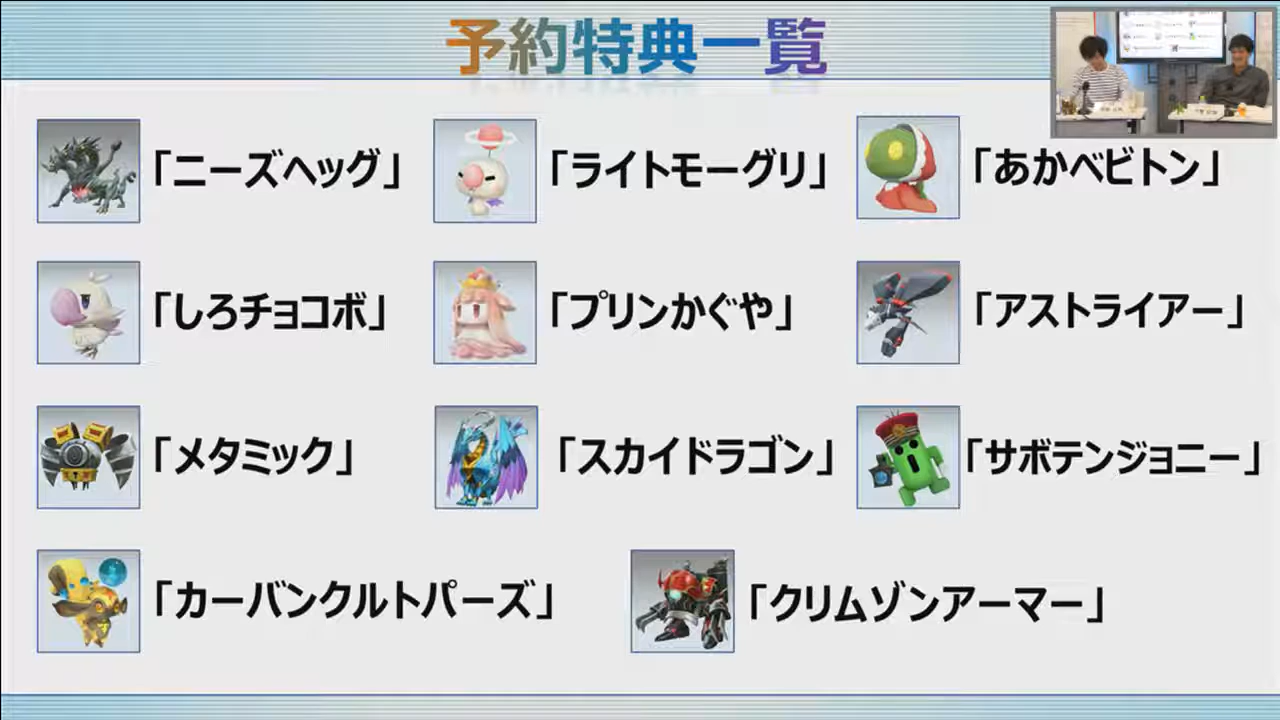 予約特典一覧
「ニーズヘッグ」
「ライトモーグリ」
「あかべビトン」
「しろチョコボ」
「プリンかぐや」
「アストライアー」
「メタミック」
「スカイドラゴン」
「サボテンジョニー」
「カーバンクルトパーズ」
「クリムゾンアーマー」